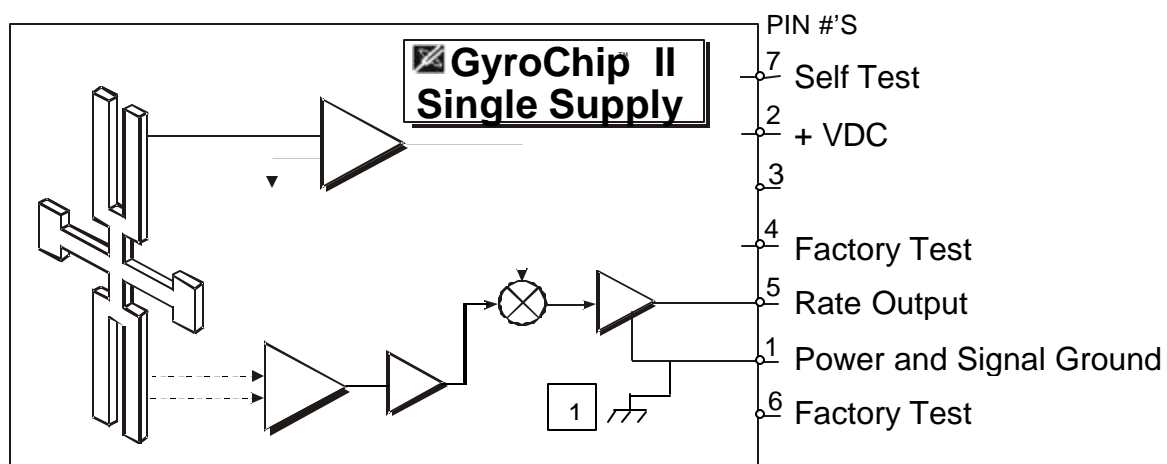 PIN #'S
GyroChip™ II
Single Supply
7 Self Test
2 + VDC
3
4 Factory Test
5 Rate Output
1 Power and Signal Ground
1
6 Factory Test